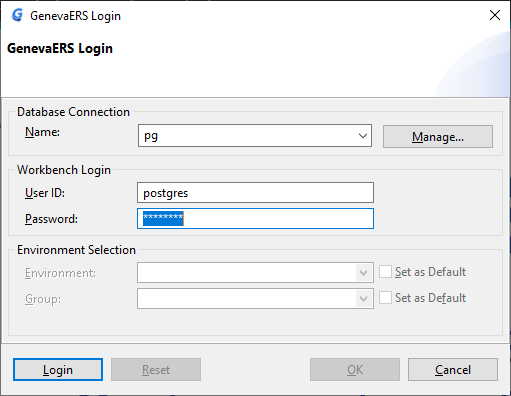 GenevaERS Login
GenevaERS Login
Database Connection
Name: pg Manage...
Workbench Login
User ID: postgres
Password: ********
Environment Selection
Environment: Set as Default
Group: Set as Default
Login Reset OK Cancel